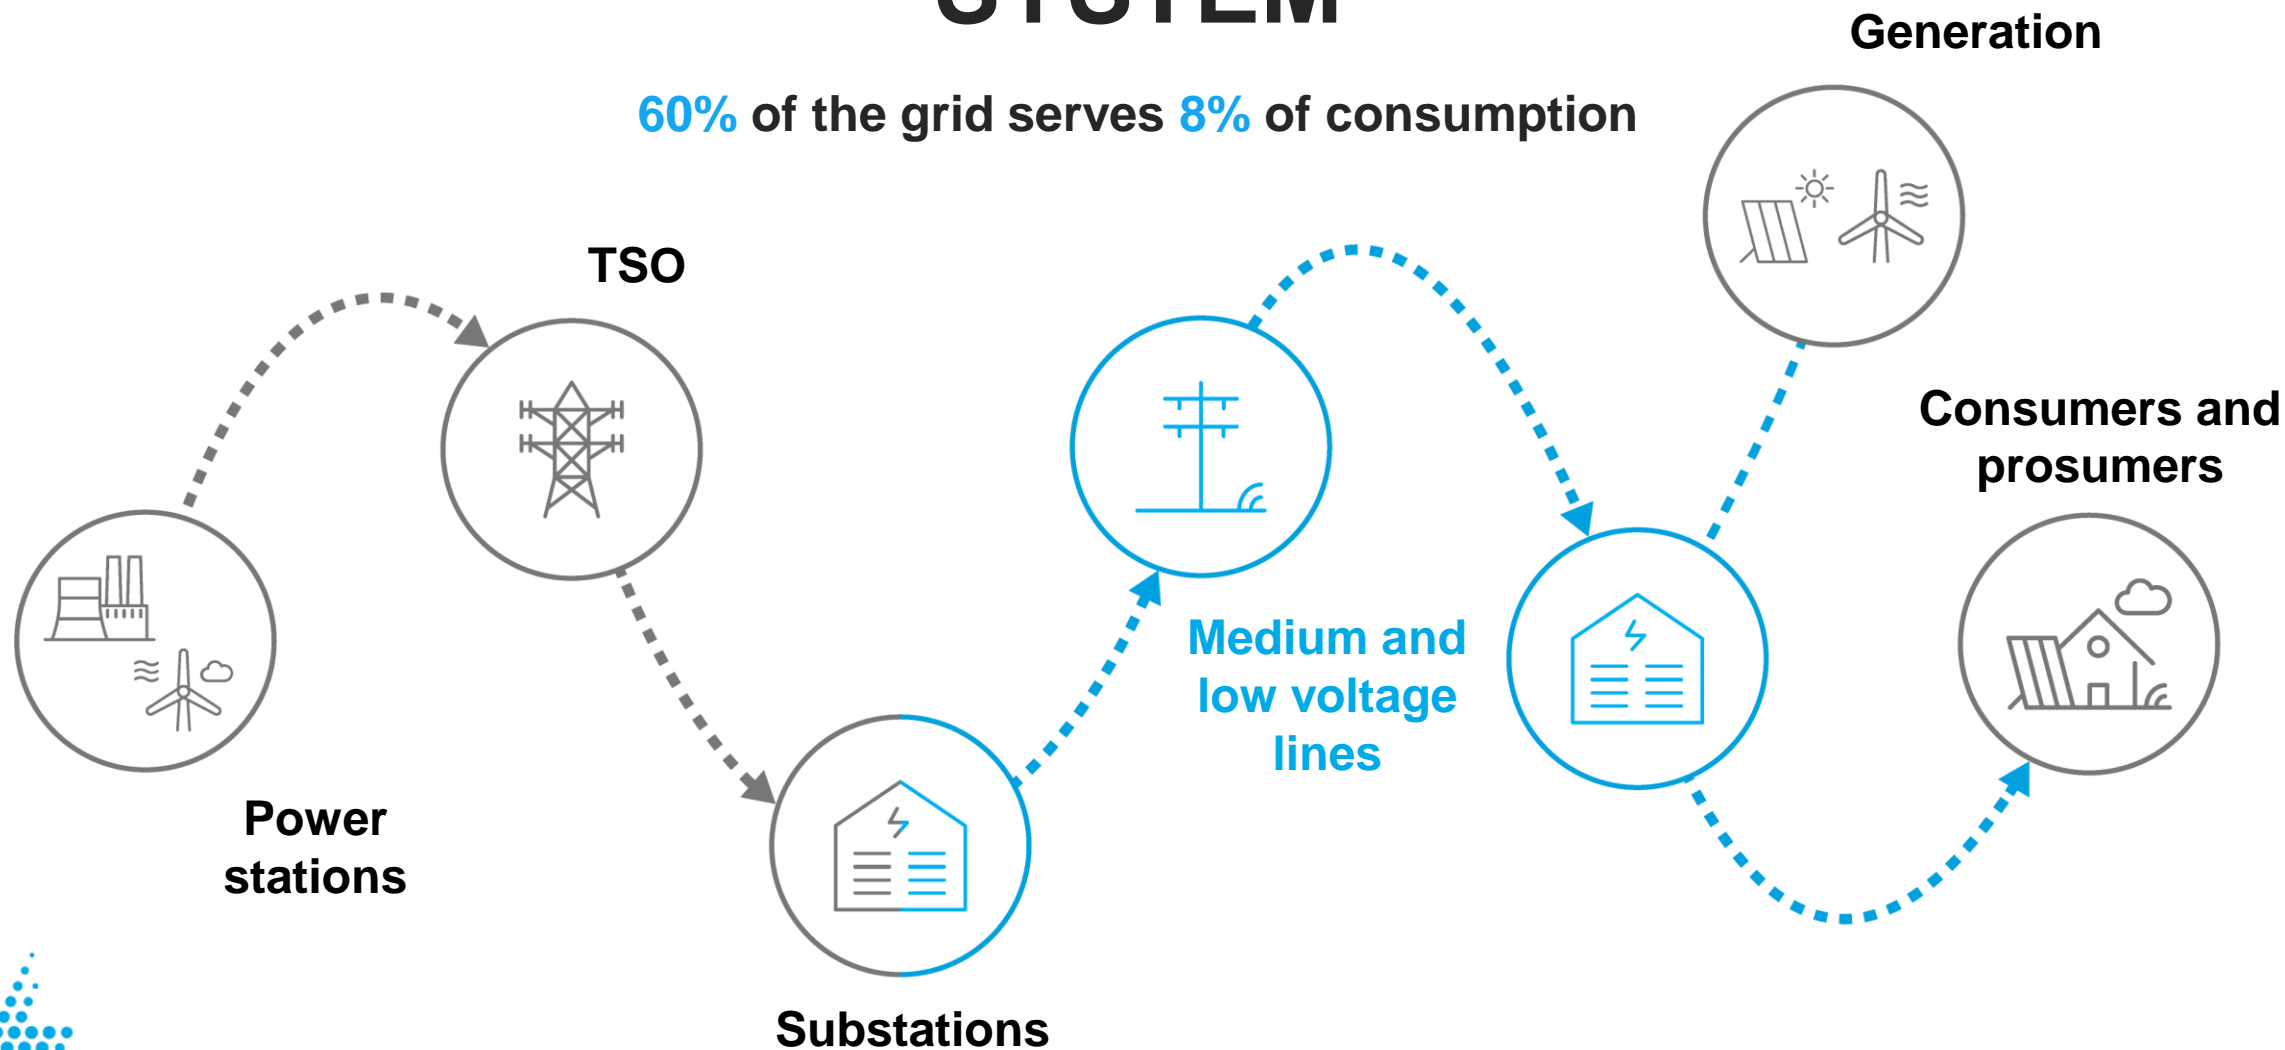 SYSTEM
60% of the grid serves 8% of consumption
Generation
TSO
Consumers and
prosumers
Medium and
low voltage
lines
Power
stations
Substations